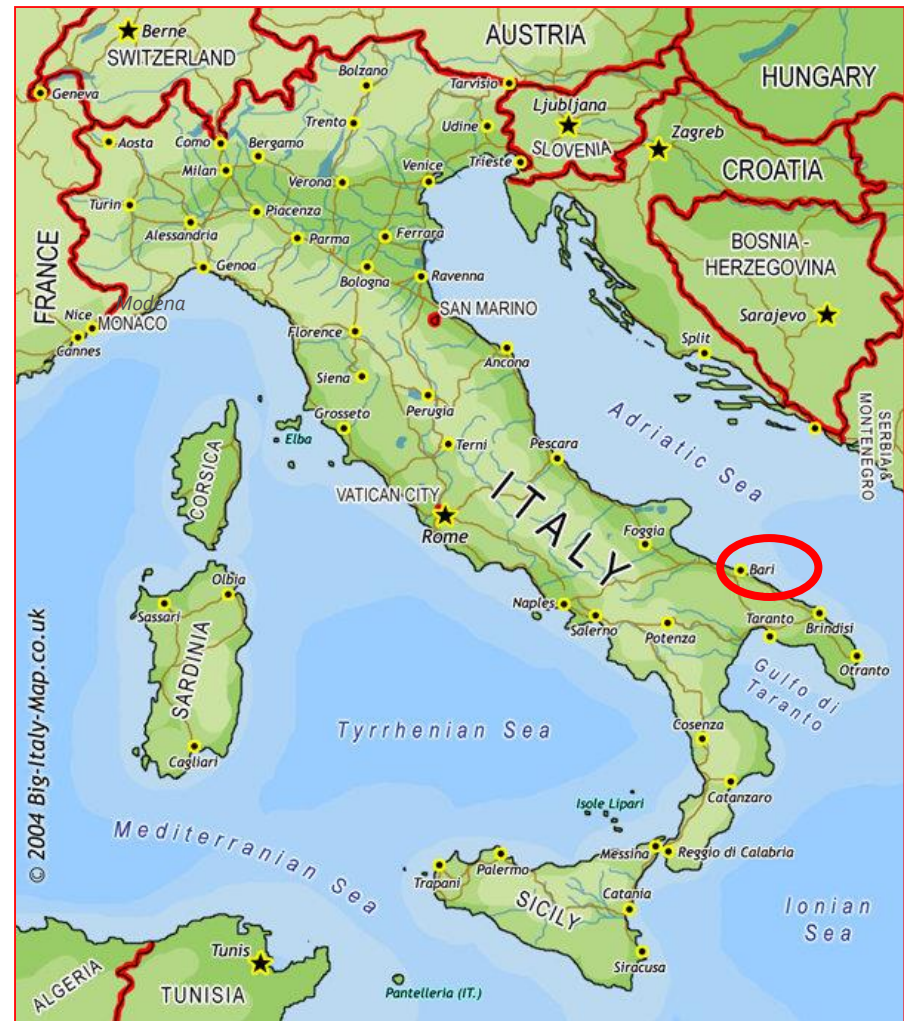 Berne
SWITZERLAND
AUSTRIA
HUNGARY
Geneva
Bolzano
Tarvisio
Ljubljana
SLOVENIA
Zagreb
CROATIA
Aosta
Como
Bergamo
Trento
Udine
Milan
Verona
Venice
Trieste
Turin
Piacenza
Alessandria
Parma
Ferrara
BOSNIA -
HERZEGOVINA
Genoa
Bologna
Ravenna
FRANCE
Modena
Nice
MONACO
Cannes
SAN MARINO
Sarajevo
Florence
Ancona
Split
Siena
Perugia
Grosseto
Elba
Terni
Pescara
Adriatic Sea
SERBIA &
MONTENEGRO
CORSICA
VATICAN CITY
Rome
ITALY
Foggia
Bari
Olbia
Sassari
SARDINIA
Cagliari
Naples
Salerno
Potenza
Taranto
Brindisi
Otranto
Gulfo di
Taranto
Tyrrhenian Sea
Cosenza
Catanzaro
Isole Lipari
© 2004 Big-Italy-Map.co.uk
Mediterranian Sea
Messina
Reggio di Calabria
Trapani
Palermo
SICILY
Catania
Siracusa
Ionian
Sea
Tunis
ALGERIA
TUNISIA
Pantelleria (IT.)